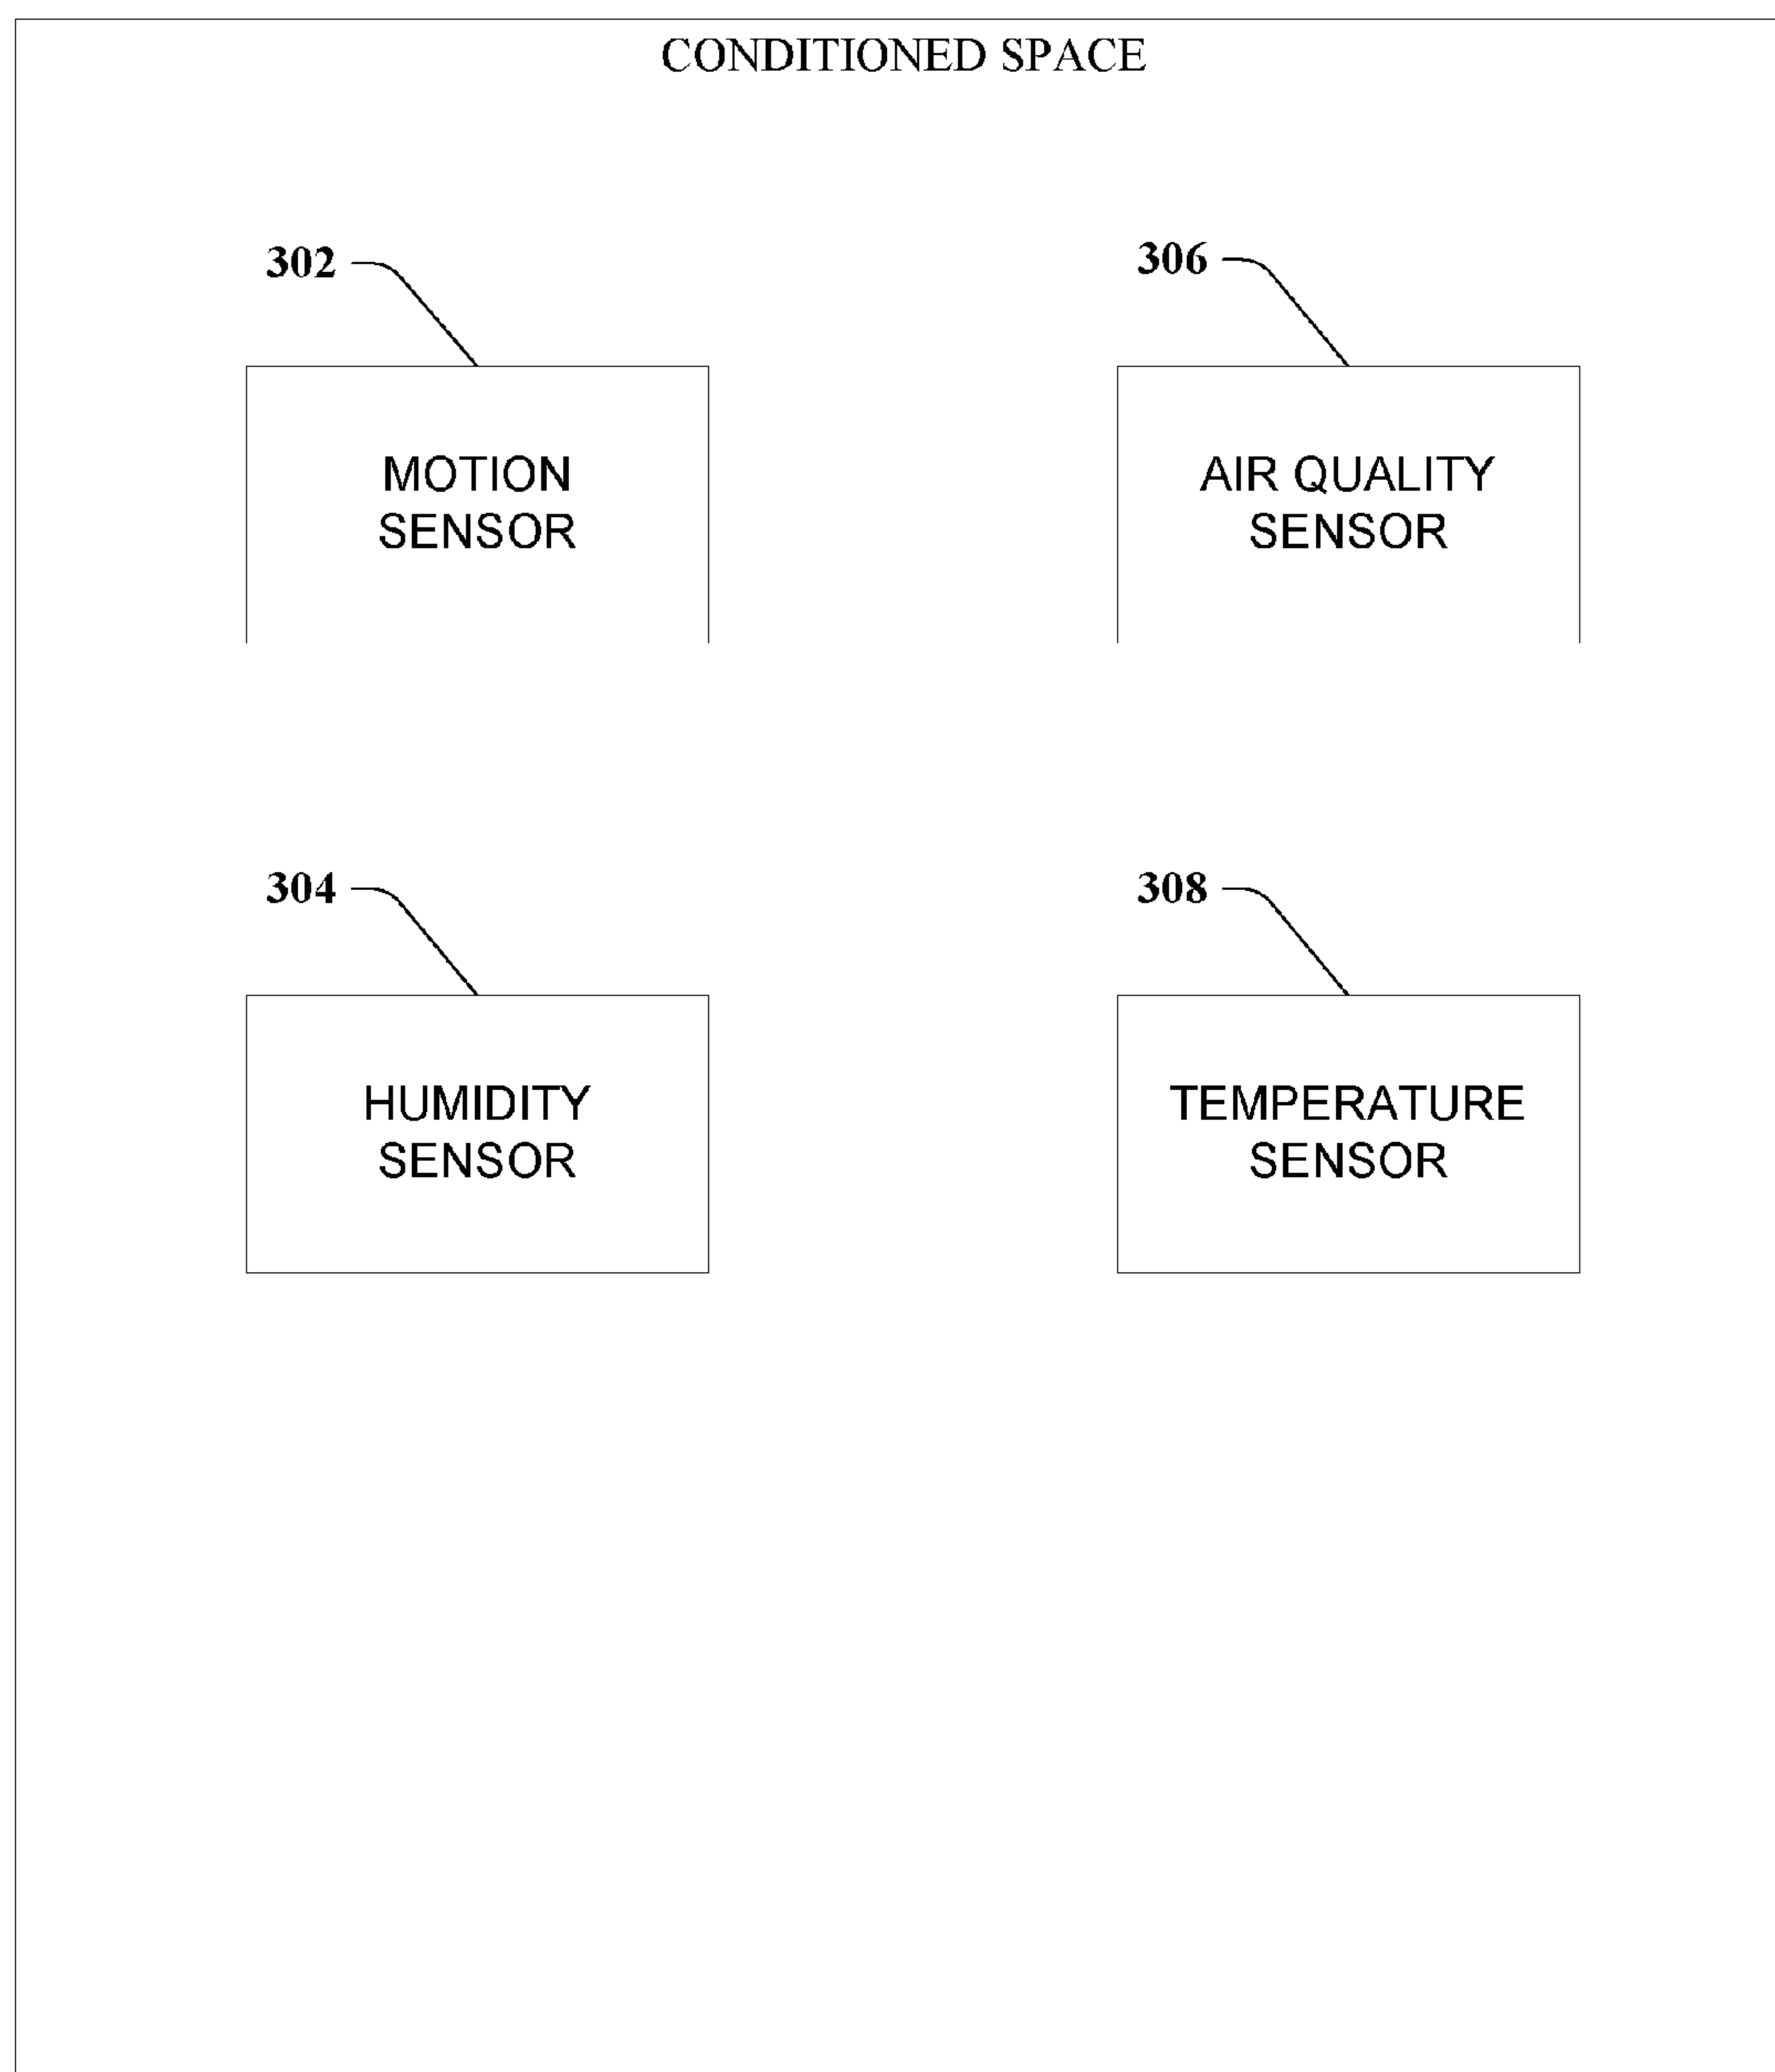 CONDITIONED SPACE
302
306
MOTION
SENSOR
AIR QUALITY
SENSOR
304
308
HUMIDITY
SENSOR
TEMPERATURE
SENSOR